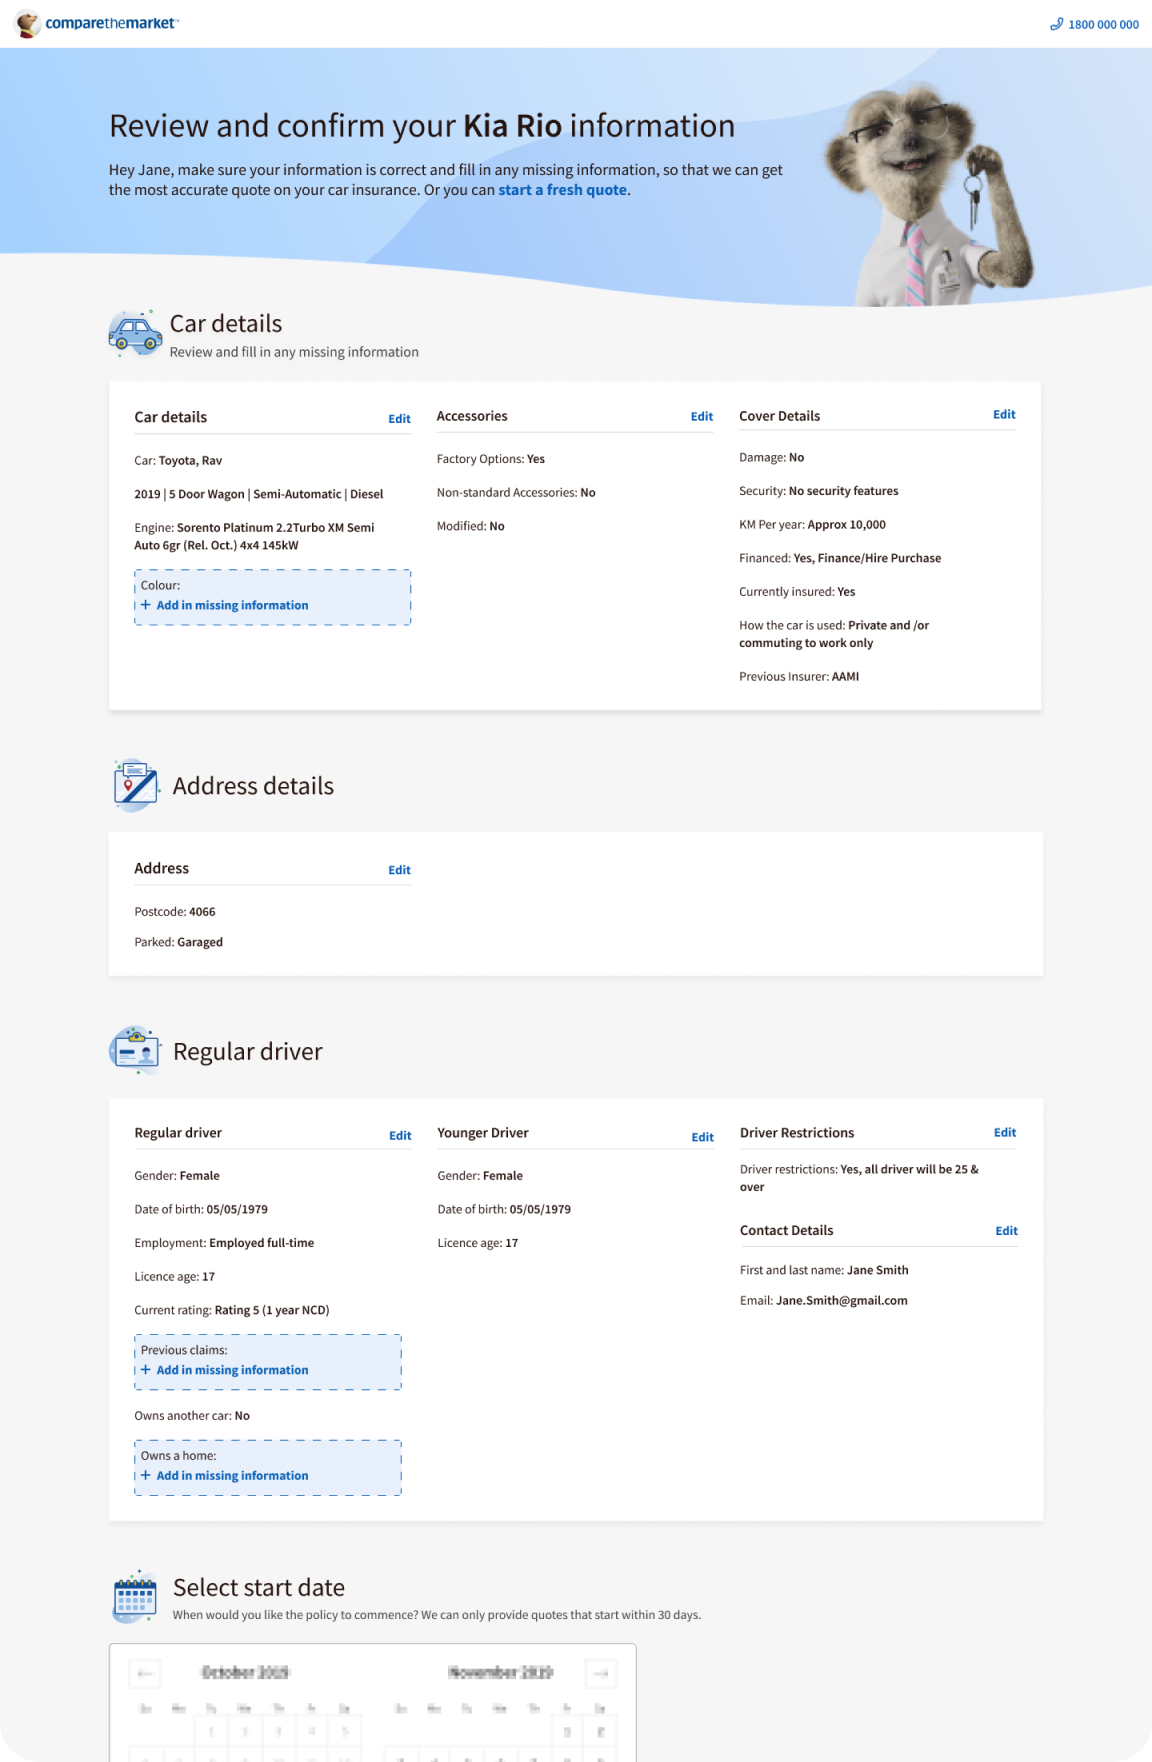 comparethemarket
1800 000 000
Review and confirm your Kia Rio information
Hey Jane, make sure your information is correct and fill in any missing information, so that we can get
the most accurate quote on your car insurance. Or you can start a fresh quote.
Car details
Review and fill in any missing information
Car details
Edit
Car: Toyota, Rav
2019 | 5 Door Wagon | Semi-Automatic | Diesel
Engine: Sorento Platinum 2.2Turbo XM Semi
Auto 6gr (Rel. Oct.) 4x4 145kW
Colour:
+ Add in missing information
Accessories
Edit
Factory Options: Yes
Non-standard Accessories: No
Modified: No
Cover Details
Edit
Damage: No
Security: No security features
KM Per year: Approx 10,000
Financed: Yes, Finance/Hire Purchase
Currently insured: Yes
How the car is used: Private and /or
commuting to work only
Previous Insurer: AAMI
Address details
Address
Edit
Postcode: 4066
Parked: Garaged
Regular driver
Regular driver
Edit
Gender: Female
Date of birth: 05/05/1979
Employment: Employed full-time
Licence age: 17
Current rating: Rating 5 (1 year NCD)
Previous claims:
+ Add in missing information
Owns another car: No
Owns a home:
+ Add in missing information
Younger Driver
Edit
Gender: Female
Date of birth: 05/05/1979
Licence age: 17
Driver Restrictions
Edit
Driver restrictions: Yes, all driver will be 25 &
over
Contact Details
Edit
First and last name: Jane Smith
Email: Jane.Smith@gmail.com
Select start date
When would you like the policy to commence? We can only provide quotes that start within 30 days.
October 2019
November 2019